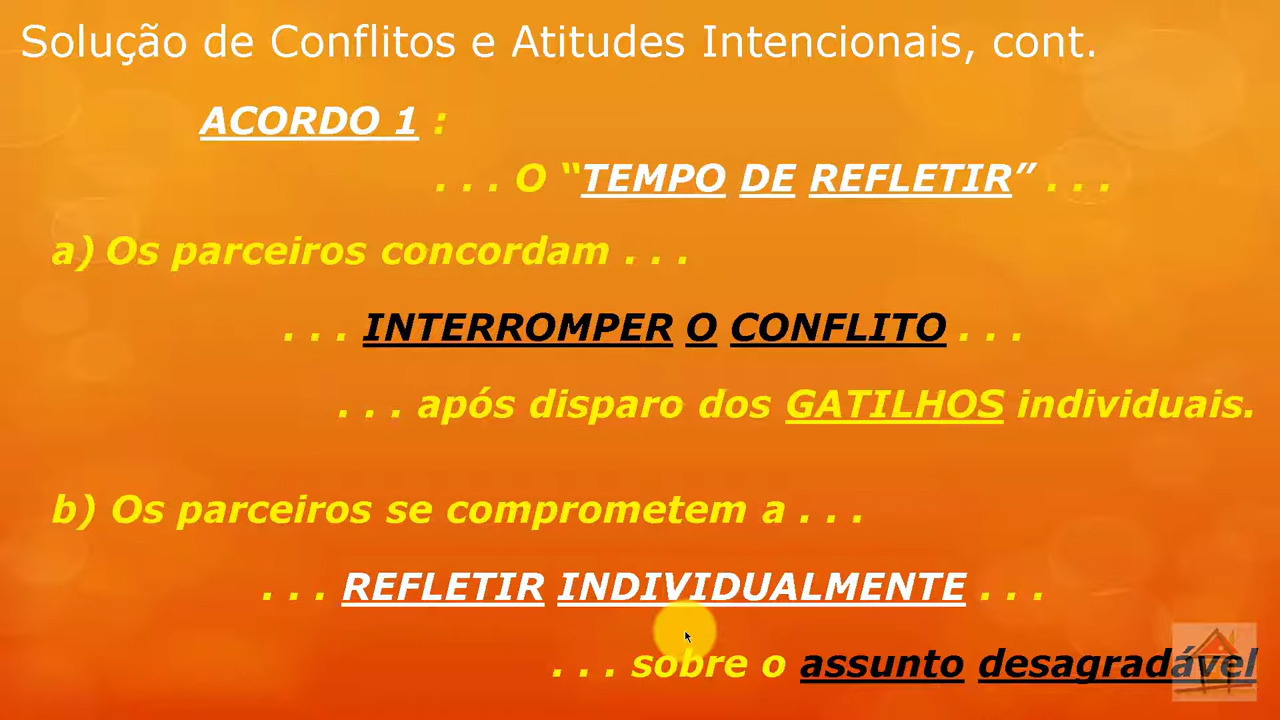 Solução de Conflitos e Atitudes Intencionais, cont.
ACORDO 1 :
. . . O “TEMPO DE REFLETIR” . . .
a) Os parceiros concordam . . .
. . . INTERROMPER O CONFLITO . . .
. . . após disparo dos GATILHOS individuais.
b) Os parceiros se comprometem a . . .
. . . REFLETIR INDIVIDUALMENTE . . .
. . . sobre o assunto desagradável